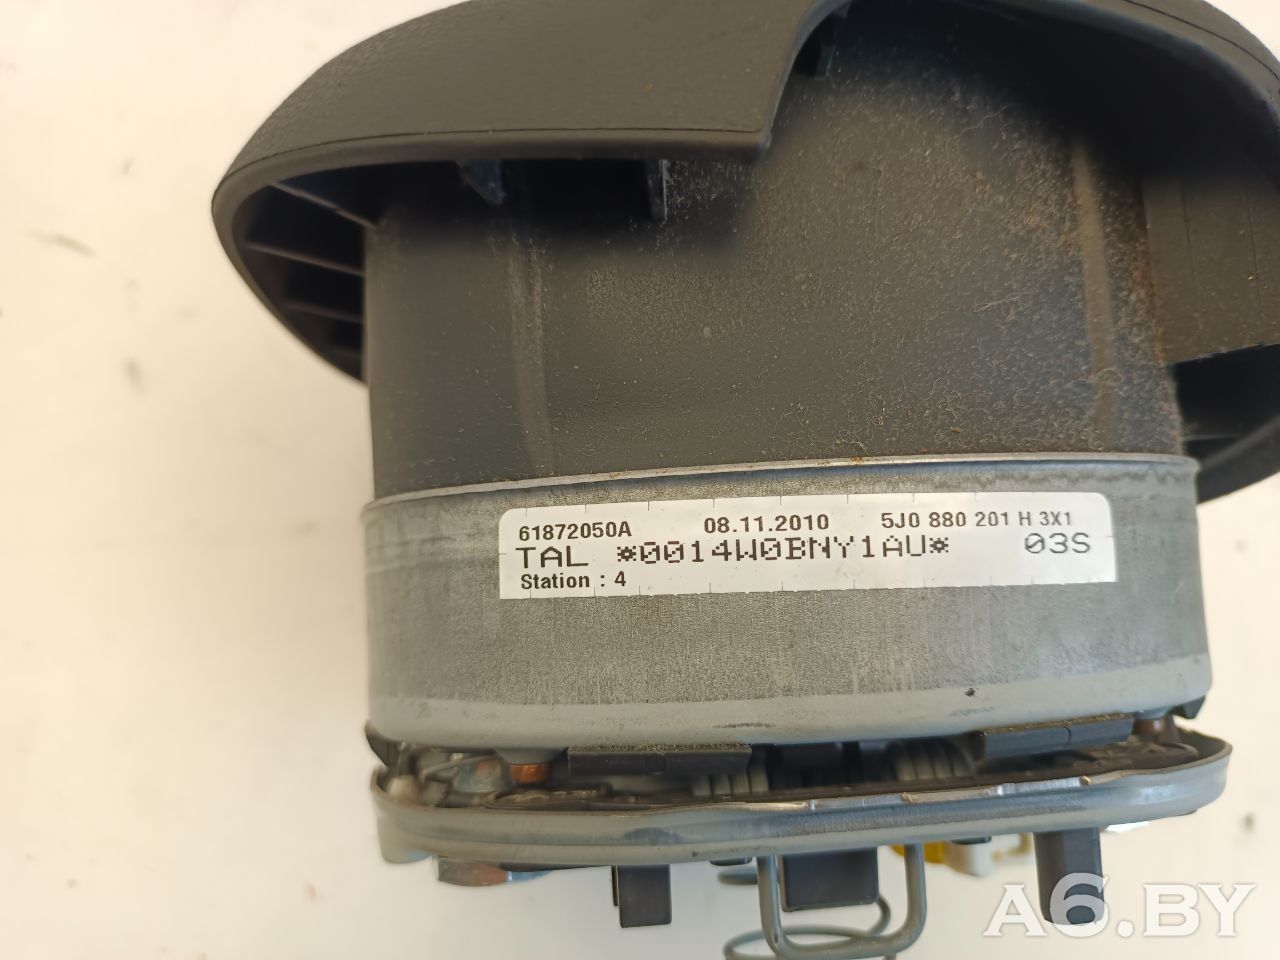 61872050A 08.11.2010 5J0 880 201 H 3X1
TAL *0014W0BNY1AU* 03S
Station : 4
A6.BY